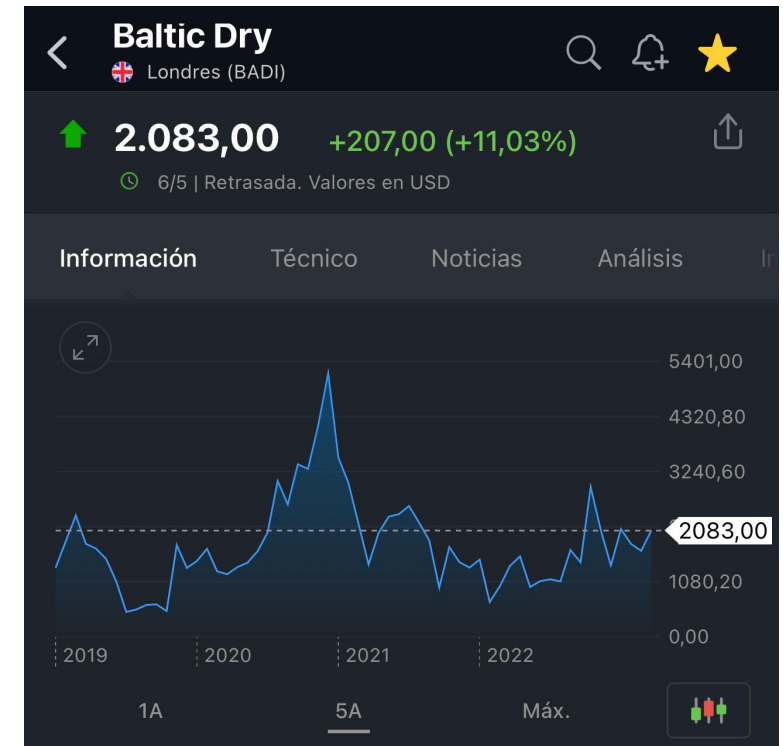 Baltic Dry
Londres (BADI)
2.083,00 +207,00 (+11,03%)
6/5 | Retrasada. Valores en USD
Información Técnico Noticias Análisis
5401,00
4320,80
3240,60
2083,00
1080,20
0,00
2019 2020 2021 2022
1A 5A Máx.